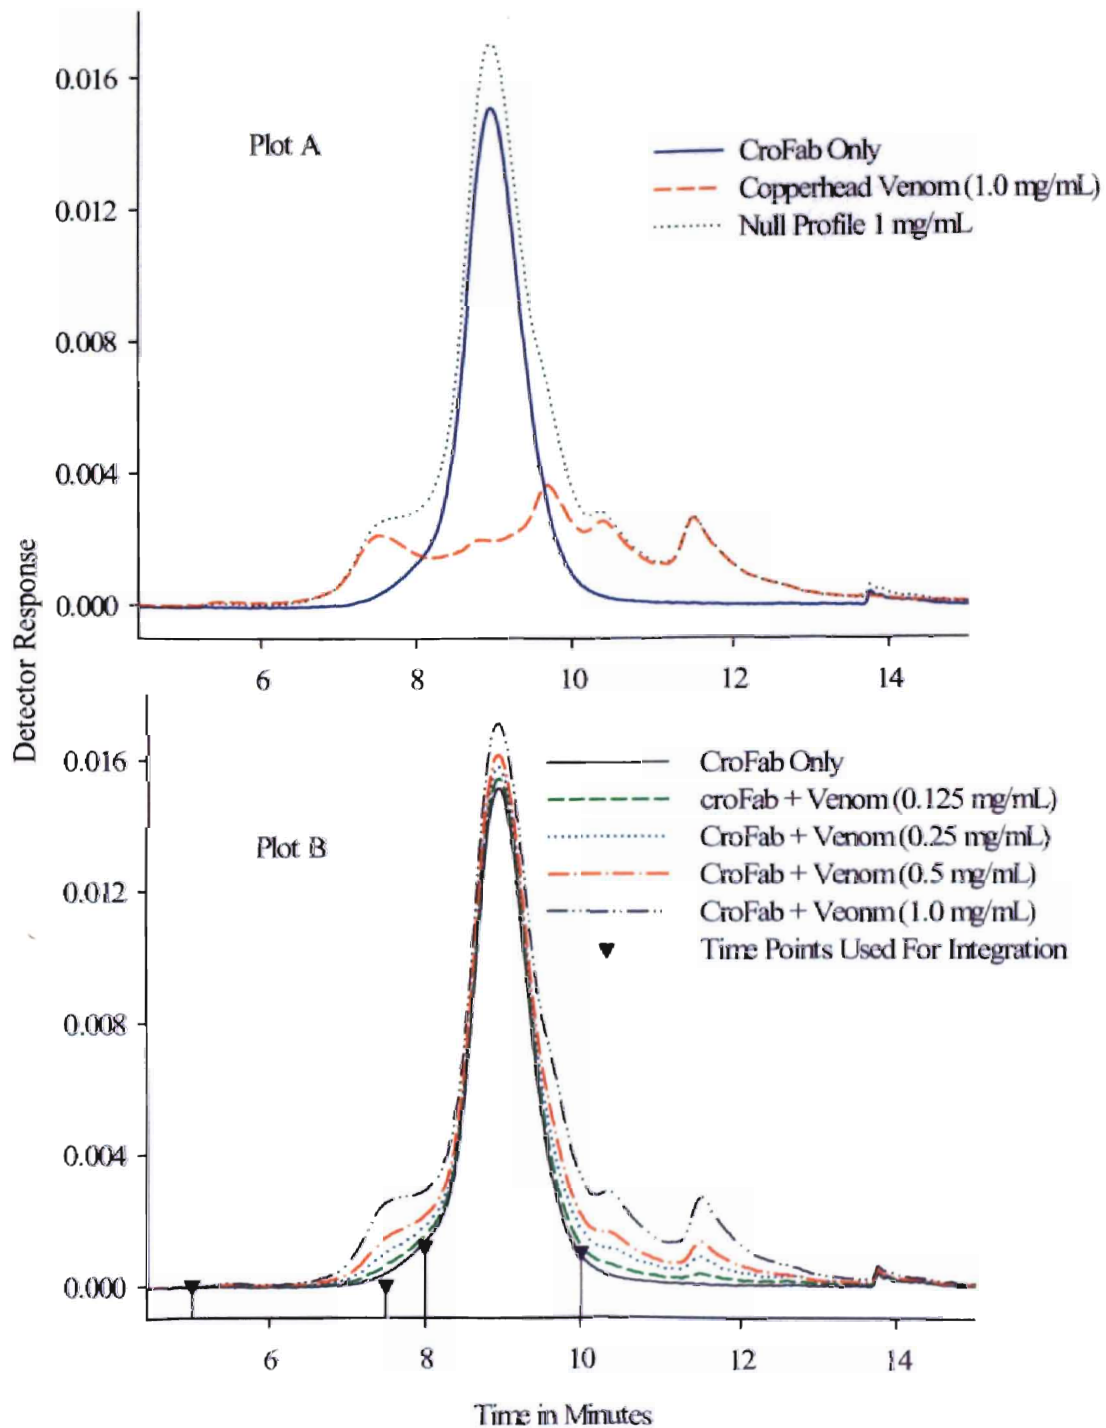 Plot A
CroFab Only
Copperhead Venom (1.0 mg/mL)
Null Profile 1 mg/mL
0.016
0.012
0.008
0.004
0.000
6
8
10
12
14
Detector Response
Plot B
CroFab Only
croFab + Venom (0.125 mg/mL)
CroFab + Venom (0.25 mg/mL)
CroFab + Venom (0.5 mg/mL)
CroFab + Veonm (1.0 mg/mL)
Time Points Used For Integration
0.016
0.012
0.008
0.004
0.000
6
8
10
12
14
Time in Minutes